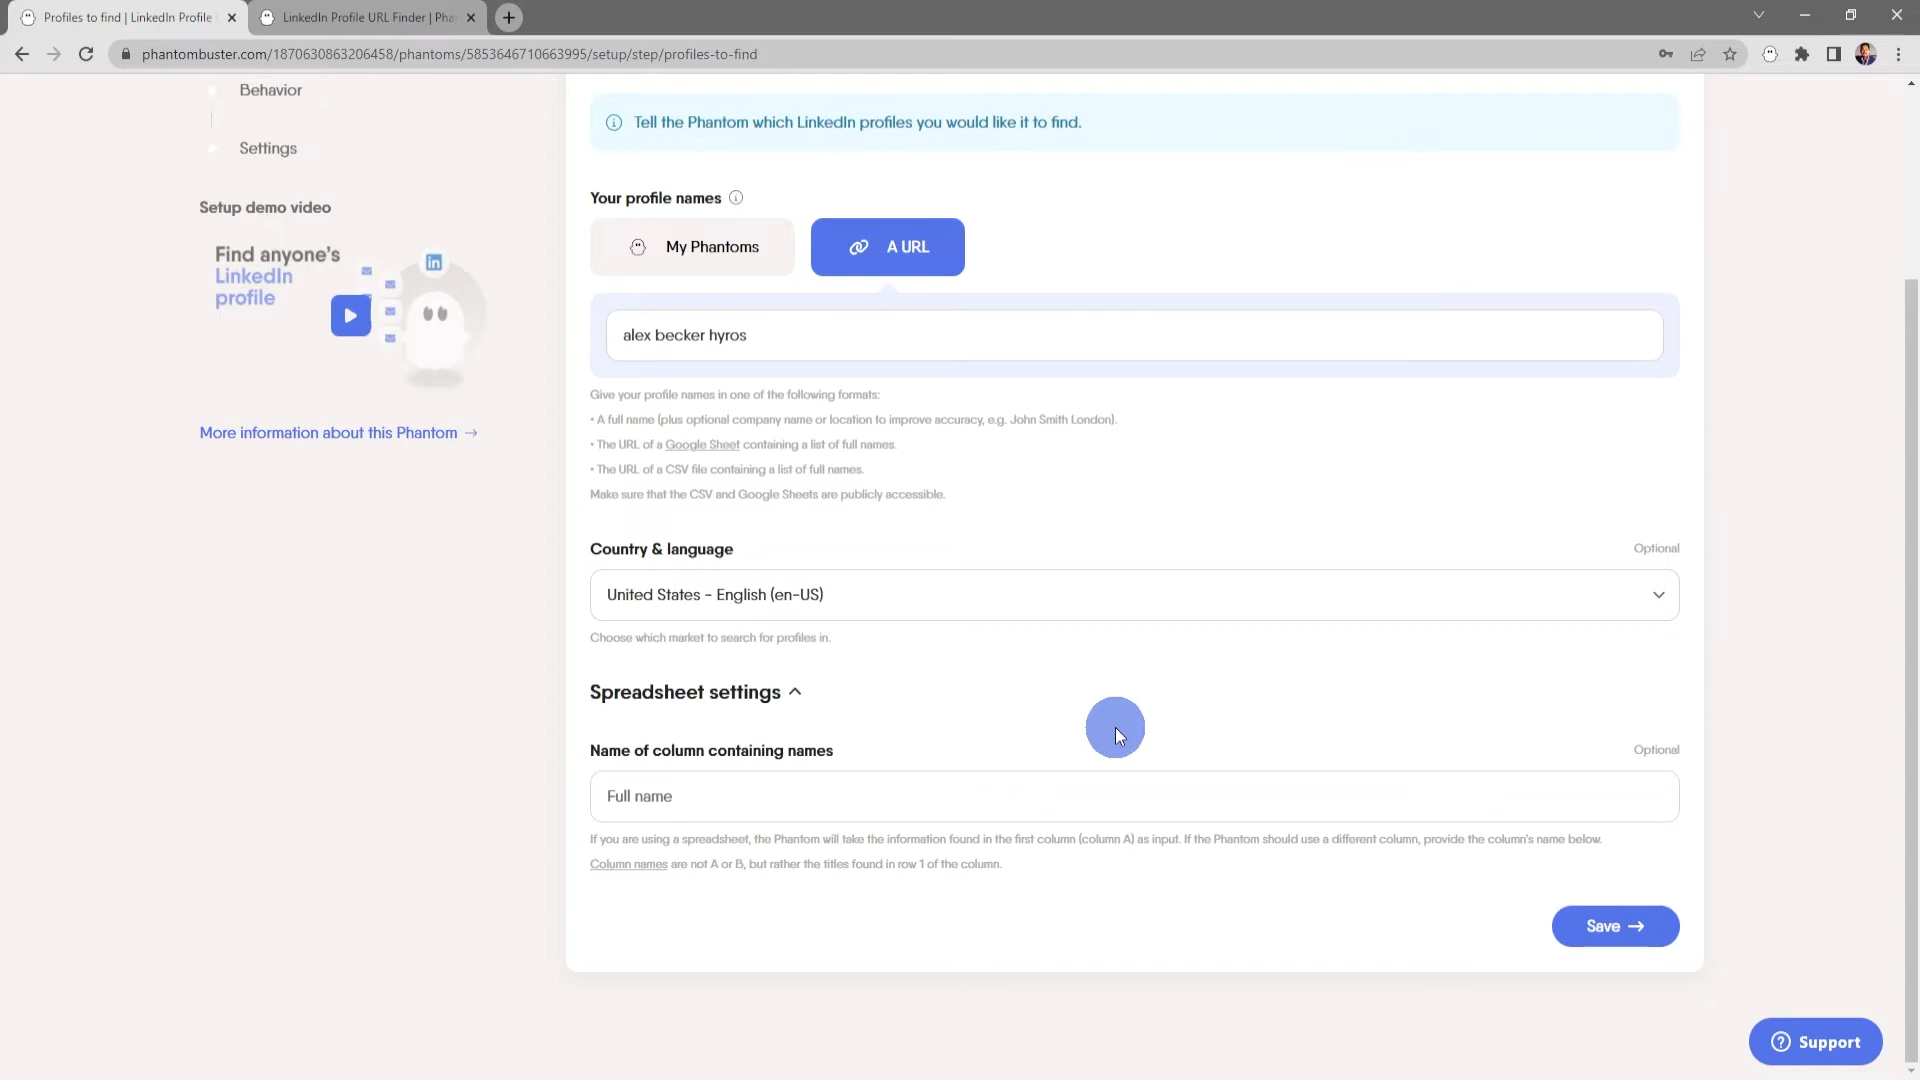 Profiles to find | LinkedIn Profile
LinkedIn Profile URL Finder | Pha
phantombuster.com/1870630863206458/phantoms/5853646710663995/setup/step/profiles-to-find
Behavior
Settings
Setup demo video
Find anyone's
LinkedIn
profile
in
More information about this Phantom →
Tell the Phantom which LinkedIn profiles you would like it to find.
Your profile names
My Phantoms
A URL
alex becker hyros
Give your profile names in one of the following formats:
• A full name (plus optional company name or location to improve accuracy, e.g. John Smith London).
• The URL of a Google Sheet containing a list of full names.
• The URL of a CSV file containing a list of full names.
Make sure that the CSV and Google Sheets are publicly accessible.
Country & language
Optional
United States - English (en-US)
Choose which market to search for profiles in.
Spreadsheet settings
Name of column containing names
Optional
Full name
If you are using a spreadsheet, the Phantom will take the information found in the first column (column A) as input. If the Phantom should use a different column, provide the column's name below.
Column names are not A or B, but rather the titles found in row 1 of the column.
Save →
Support